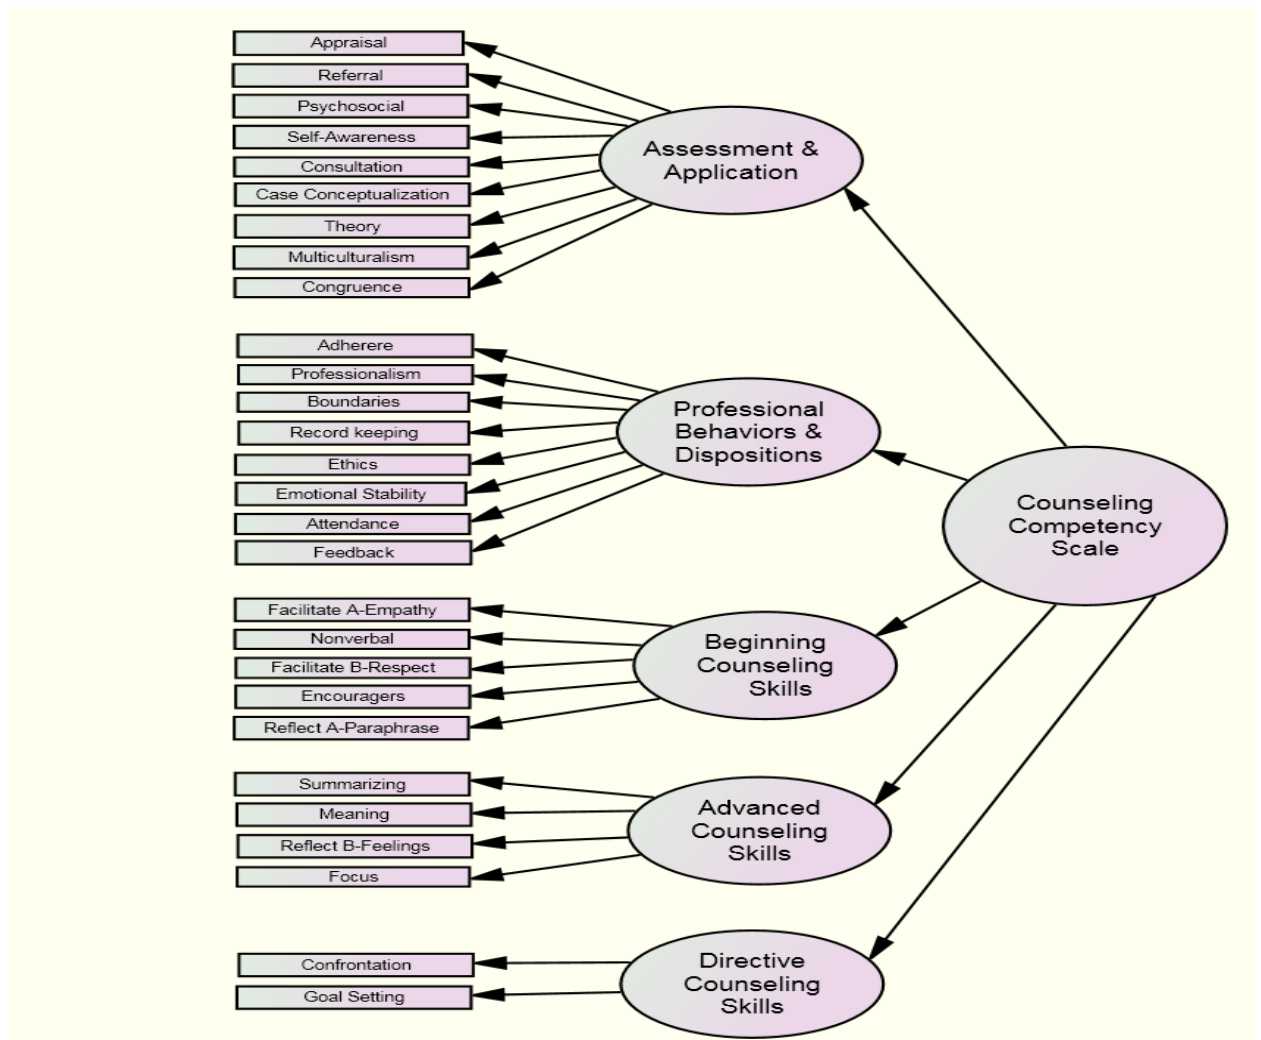 Appraisal
Referral
Psychosocial
Self-Awareness
Consultation
Case Conceptualization
Theory
Multiculturalism
Congruence
Assessment &
Application
Adherere
Professionalism
Boundaries
Record keeping
Ethics
Emotional Stability
Attendance
Feedback
Professional
Behaviors &
Dispositions
Counseling
Competency
Scale
Facilitate A-Empathy
Nonverbal
Facilitate B-Respect
Encouragers
Reflect A-Paraphrase
Beginning
Counseling
Skills
Summarizing
Meaning
Reflect B-Feelings
Focus
Advanced
Counseling
Skills
Confrontation
Goal Setting
Directive
Counseling
Skills